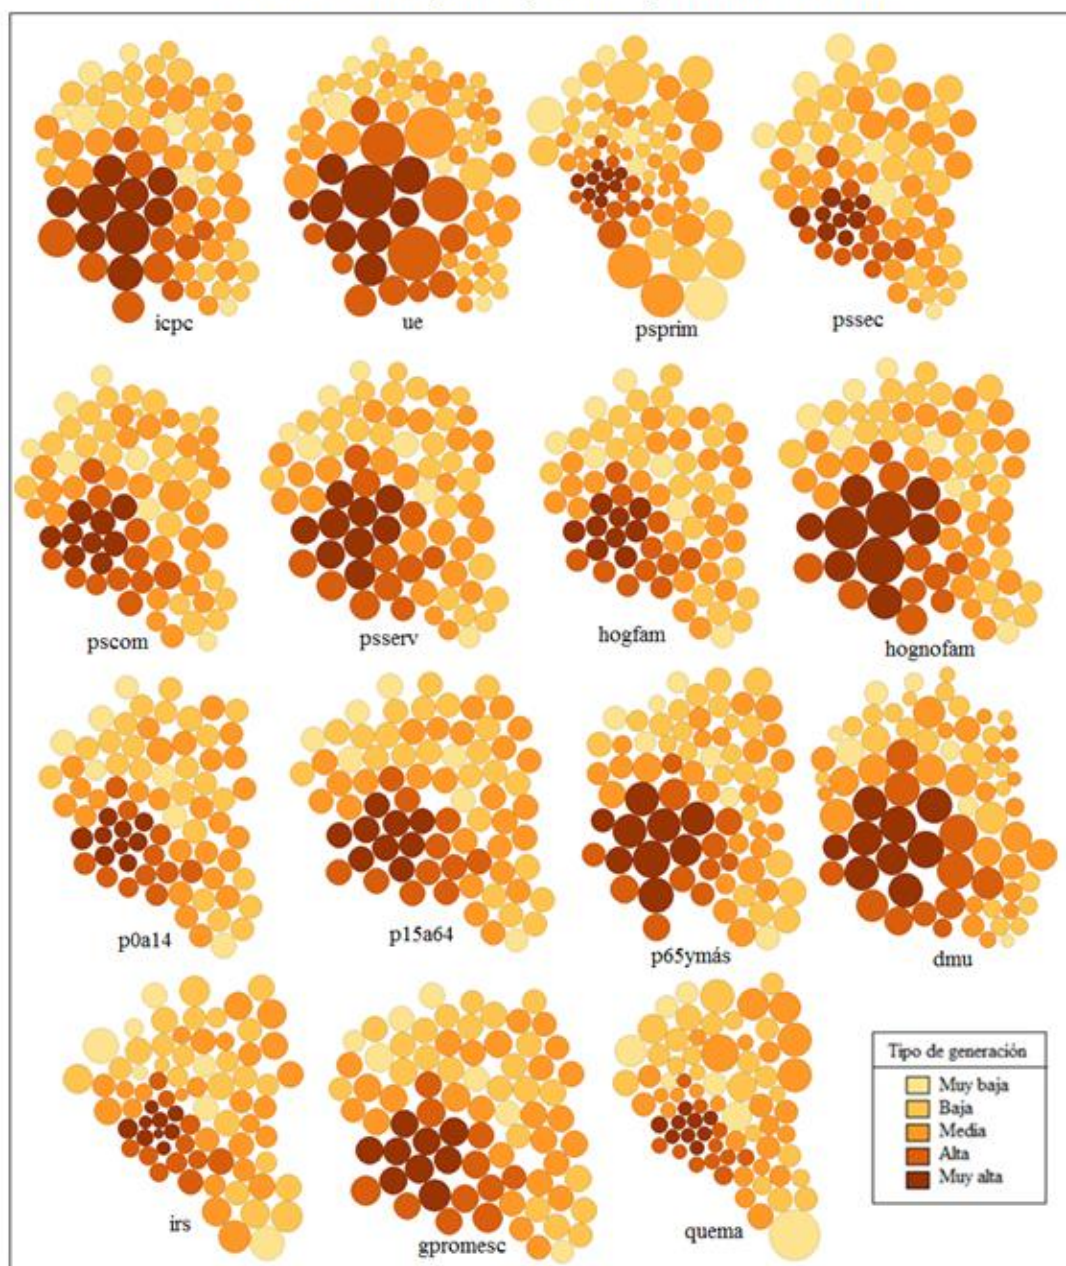 icpc
ue
psprim
pssec
pscom
psserv
hogfam
hognofam
p0a14
p15a64
p65ymás
dmu
irs
gpromesc
quema
Tipo de generación
Muy baja
Baja
Media
Alta
Muy alta